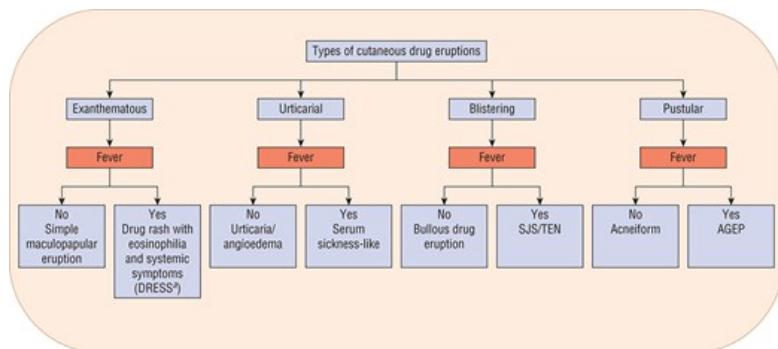 Types of cutaneous drug eruptions
Exanthematous
Urticarial
Blistering
Pustular
Fever
Fever
Fever
Fever
No
Simple
maculopapular
eruption
Yes
Drug rash with
eosinophilia
and systemic
symptoms
(DRESSª)
No
Urticaria/
angioedema
Yes
Serum
sickness-like
No
Bullous drug
eruption
Yes
SJS/TEN
No
Acneiform
Yes
AGEP